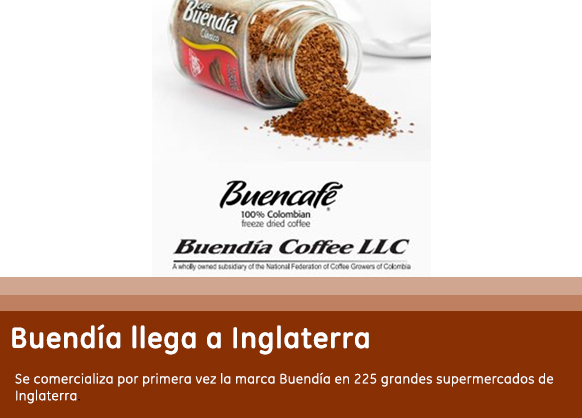 Café
Buendía
Clásico
Buencafé
100% Colombian
freeze dried coffee
Buendía Coffee LLC
A wholly owned subsidiary of the National Federation of Coffee Growers of Colombia
Buendía llega a Inglaterra
Se comercializa por primera vez la marca Buendía en 225 grandes supermercados de
Inglaterra